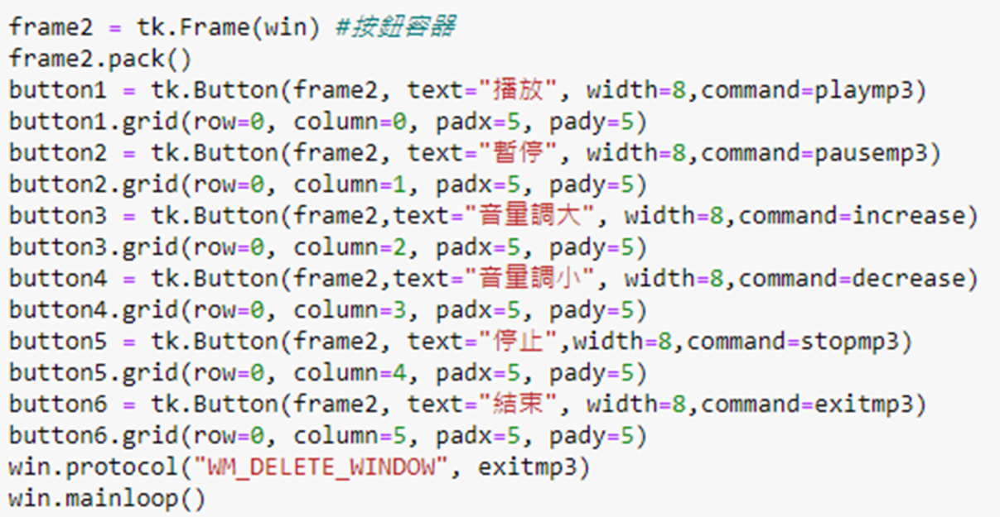 frame2 = tk.Frame(win) #按鈕容器
frame2.pack()
button1 = tk.Button(frame2, text="播放", width=8,command=playmp3)
button1.grid(row=0, column=0, padx=5, pady=5)
button2 = tk.Button(frame2, text="暫停", width=8,command=pausemp3)
button2.grid(row=0, column=1, padx=5, pady=5)
button3 = tk.Button(frame2,text="音量調大", width=8,command=increase)
button3.grid(row=0, column=2, padx=5, pady=5)
button4 = tk.Button(frame2,text="音量調小", width=8,command=decrease)
button4.grid(row=0, column=3, padx=5, pady=5)
button5 = tk.Button(frame2, text="停止",width=8,command=stopmp3)
button5.grid(row=0, column=4, padx=5, pady=5)
button6 = tk.Button(frame2, text="結束", width=8,command=exitmp3)
button6.grid(row=0, column=5, padx=5, pady=5)
win.protocol("WM_DELETE_WINDOW", exitmp3)
win.mainloop()